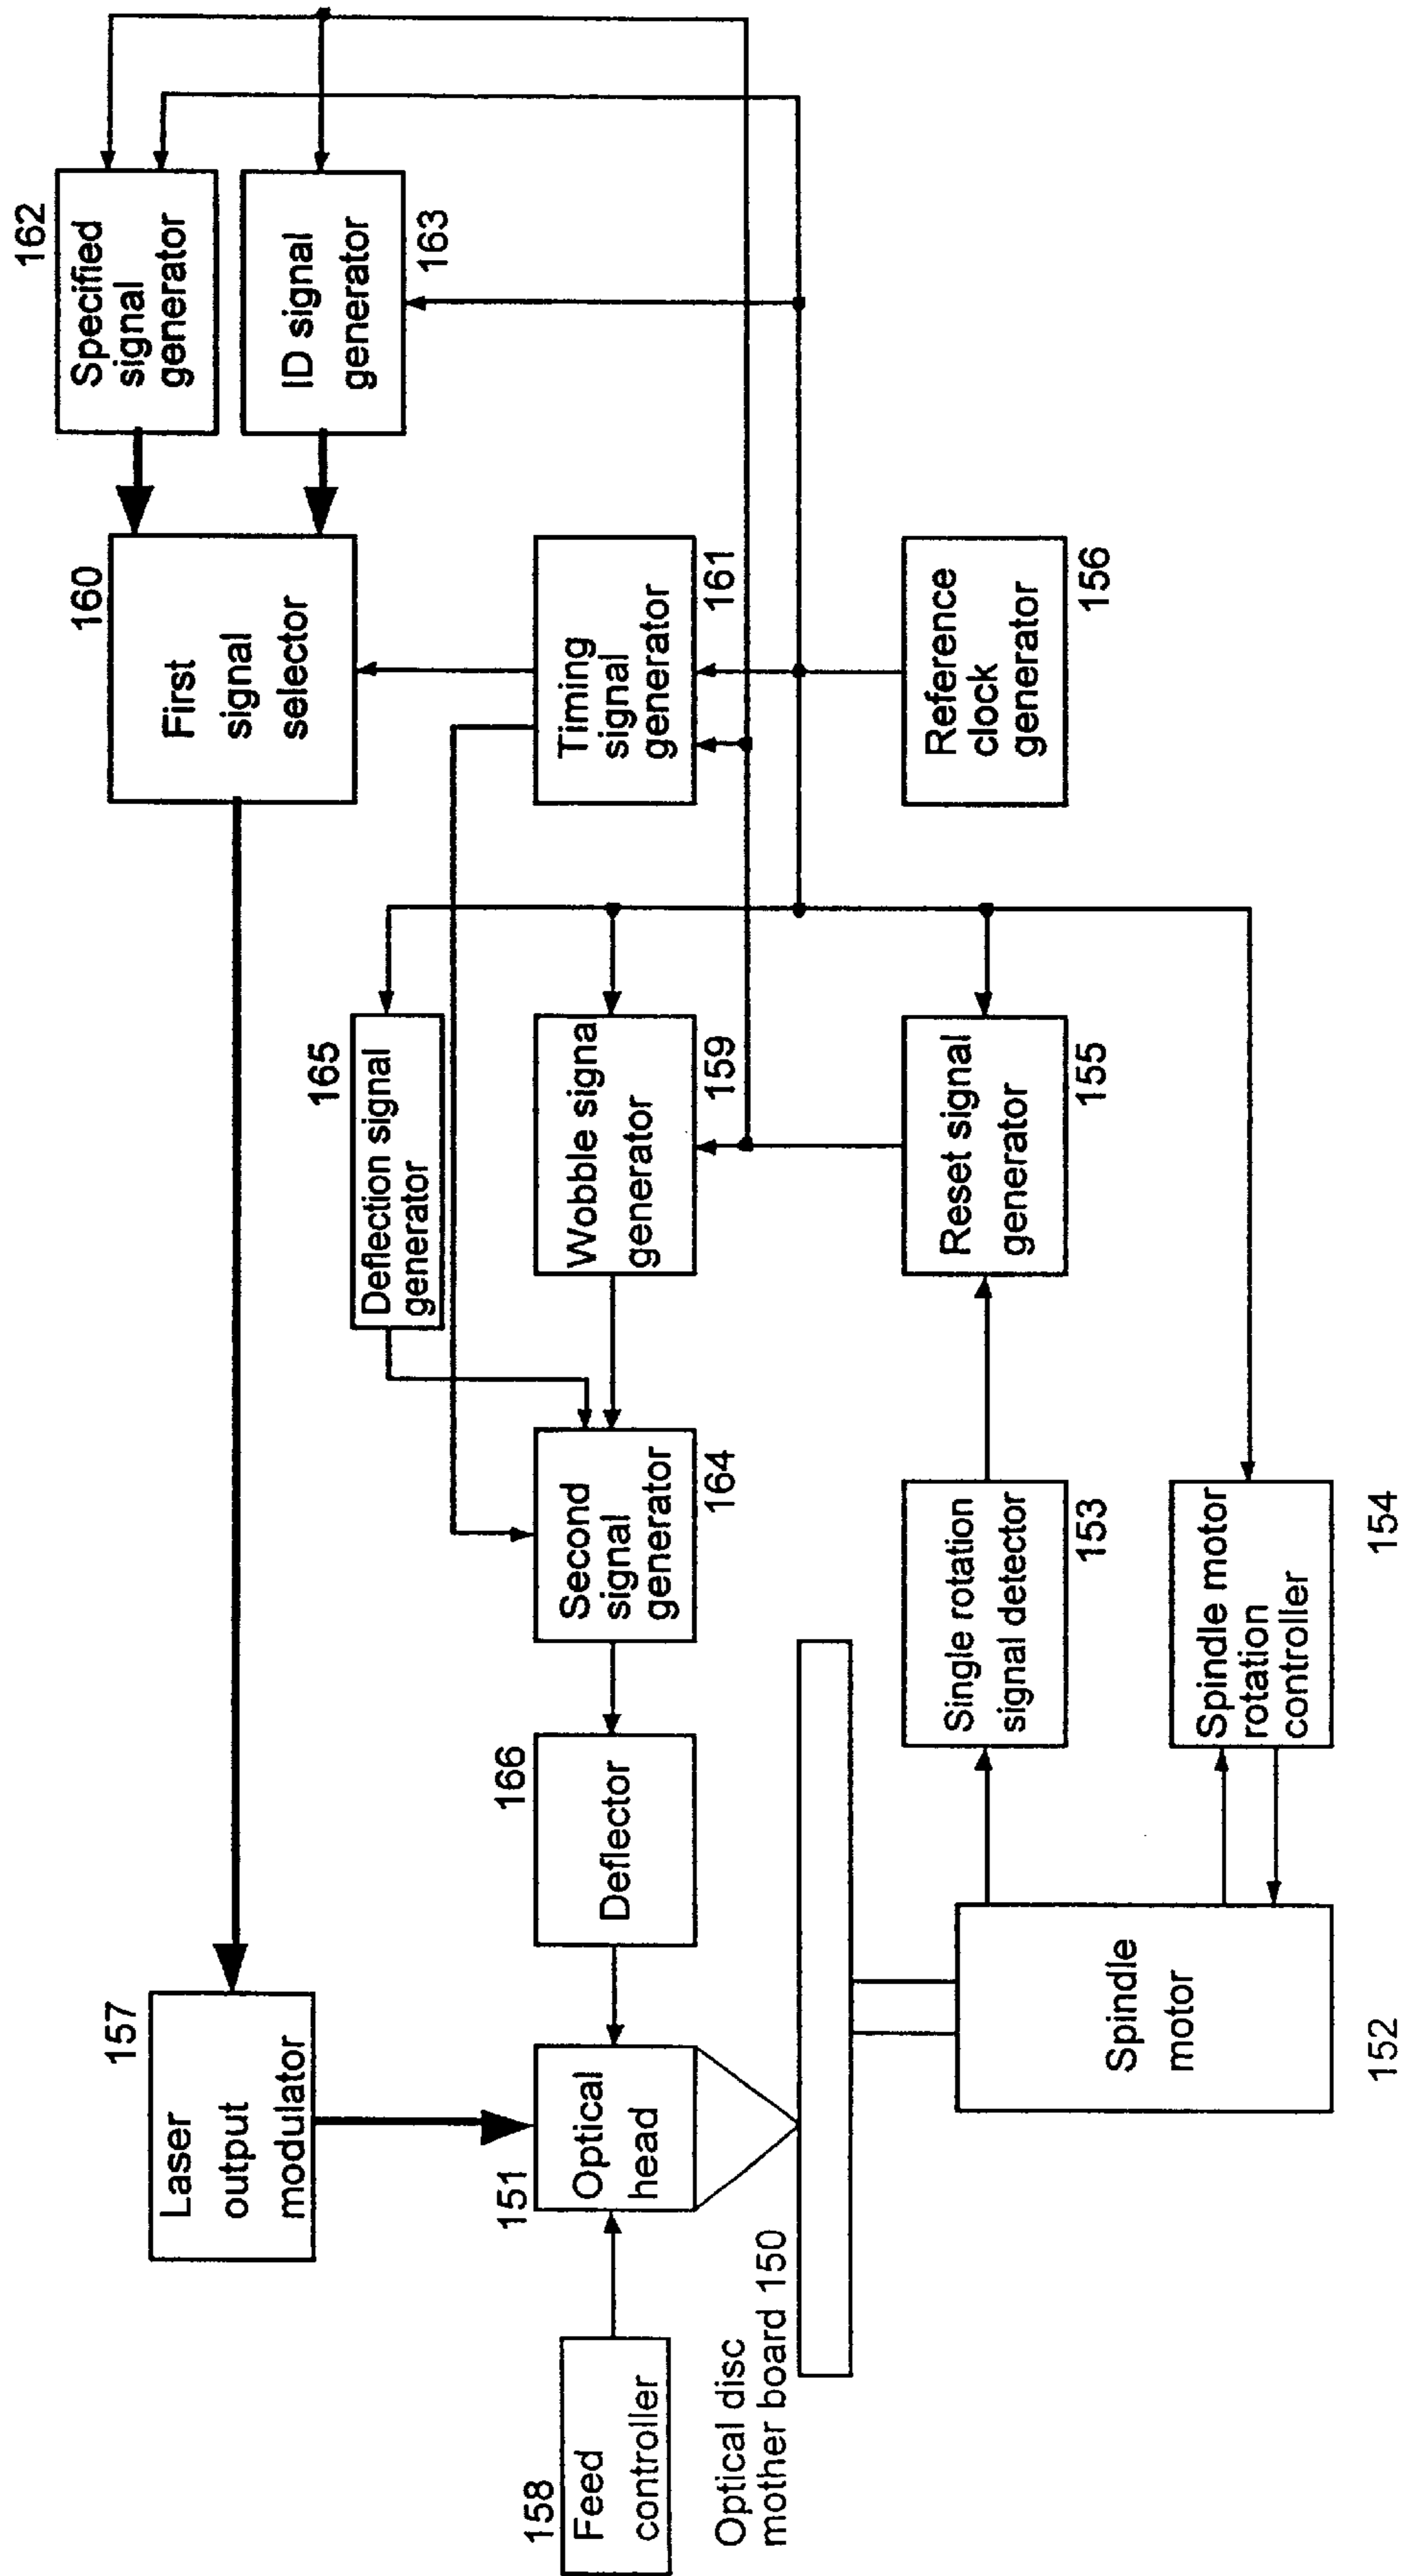 162
Specified
signal
generator
ID signal
generator
163
160
First
signal
selector
Timing
signal
generator
161
Reference
clock
generator
156
165
Deflection signal
generator
Wobble signa
generator
159
Reset signal
generator
155
Second
signal
generator
164
Single rotation
signal detector
153
Spindle motor
rotation
controller
154
166
Deflector
157
Laser
output
modulator
151
Optical
head
Spindle
motor
152
158
Feed
controller
Optical disc
mother board 150